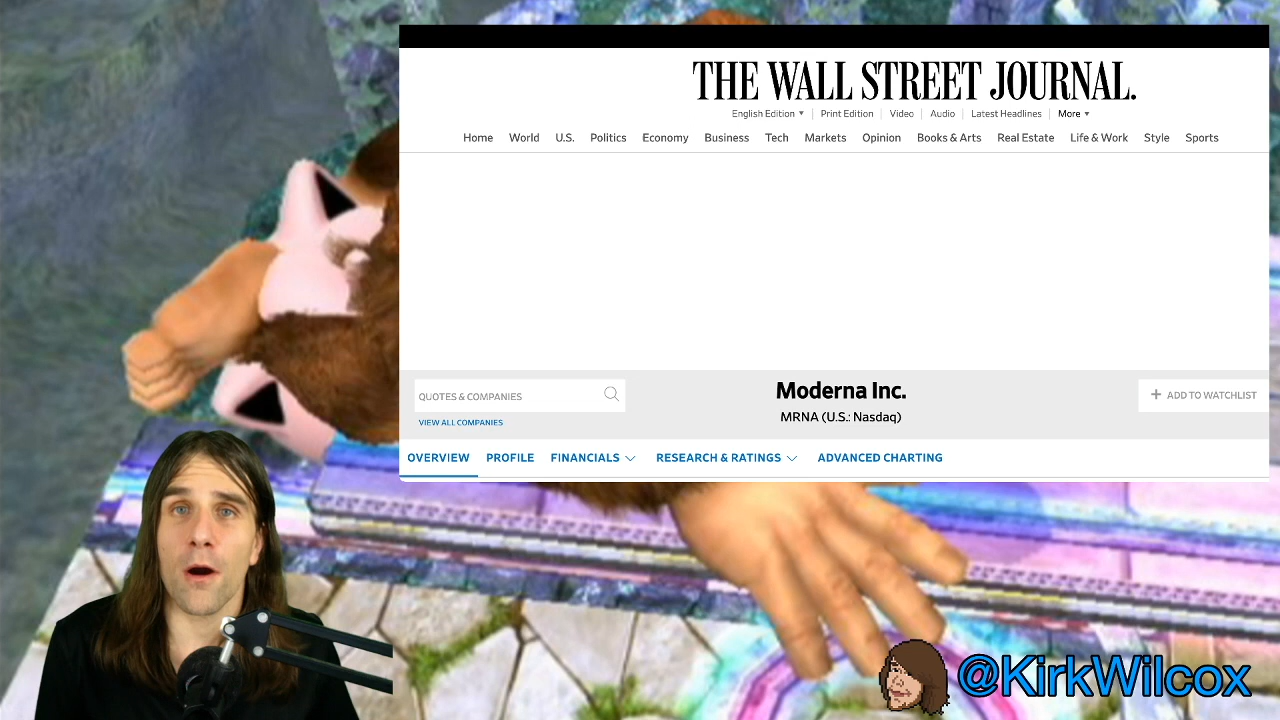 THE WALL STREET JOURNAL.
English Edition Print Edition Video Audio Latest Headlines More
Home World U.S. Politics Economy Business Tech Markets Opinion Books & Arts Real Estate Life & Work Style Sports
QUOTES & COMPANIES
VIEW ALL COMPANIES
Moderna Inc.
MRNA (U.S.: Nasdaq)
+ ADD TO WATCHLIST
OVERVIEW PROFILE FINANCIALS RESEARCH & RATINGS ADVANCED CHARTING
@KirkWilcox